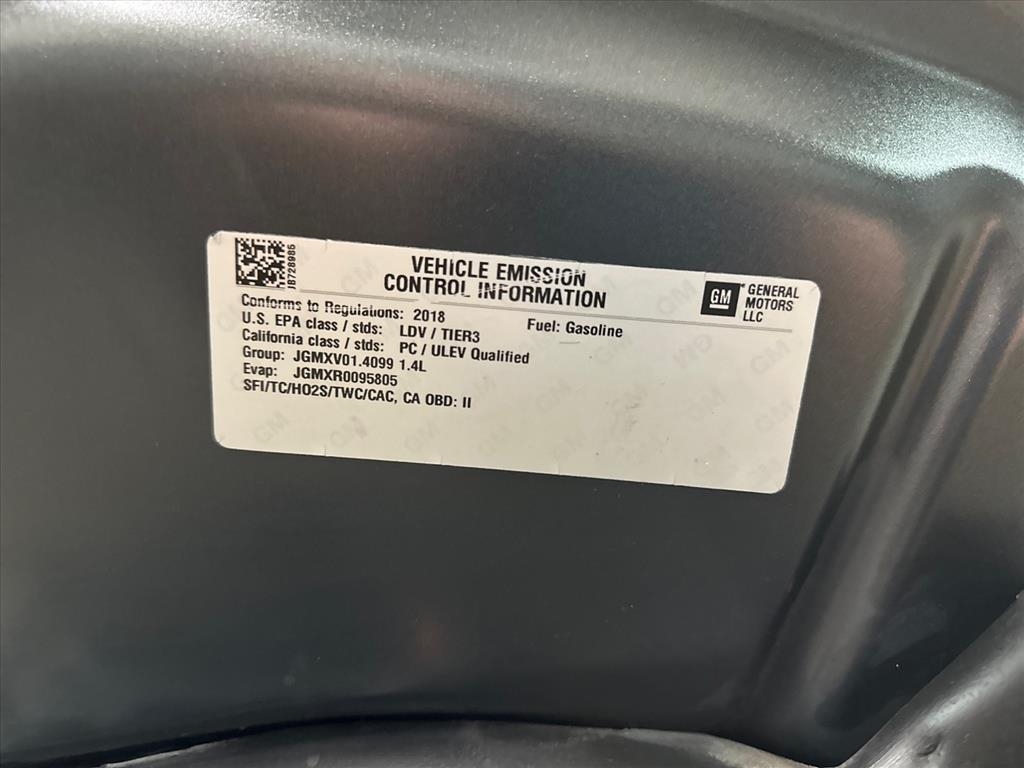 JB728986
VEHICLE EMISSION
CONTROL INFORMATION
GM
GENERAL
MOTORS
LLC
Conforms to Regulations: 2018
Fuel: Gasoline
U.S. EPA class / stds: LDV / TIER3
California class / stds: PC / ULEV Qualified
Group: JGMXV01.4099 1.4L
Evap: JGMXR0095805
SFI/TC/HO2S/TWC/CAC, CA OBD: II